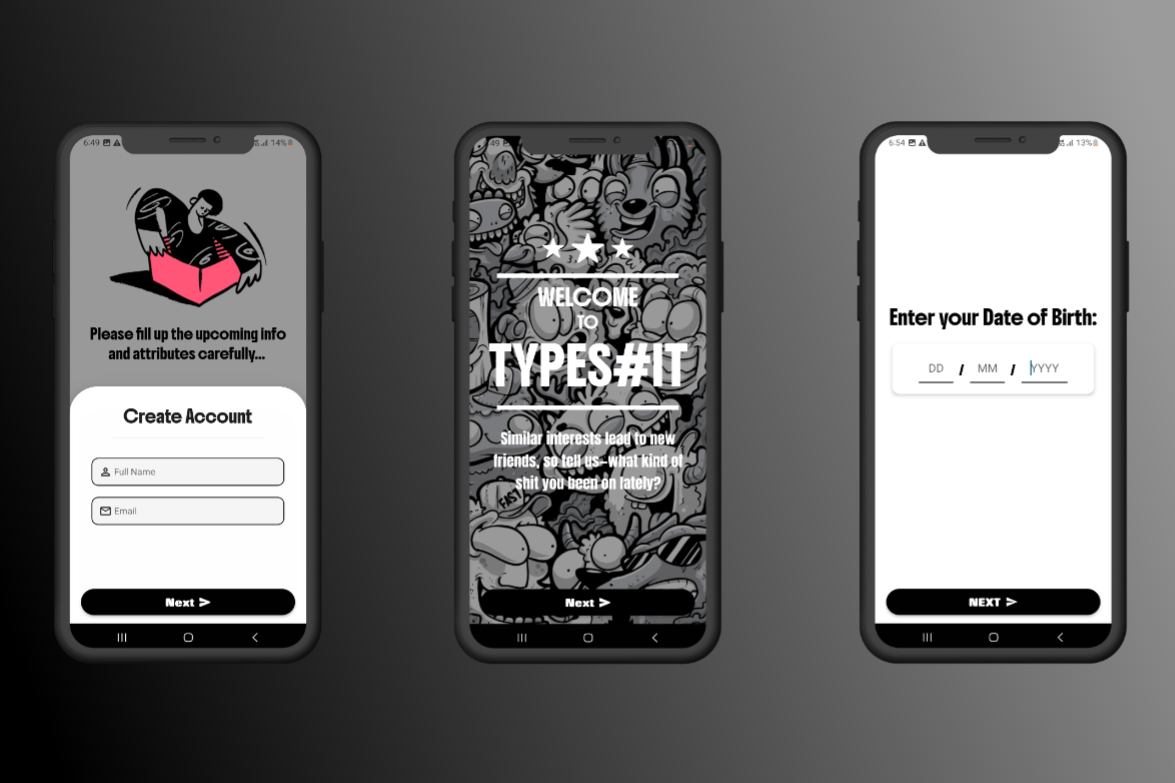 6:49
14%
Please fill up the upcoming info
and attributes carefully...
Create Account
Full Name
Email
Next
49
WELCOME
TO
TYPES#IT
Similar interests lead to new
friends, so tell us–what kind of
shit you been on lately?
FAST
Next
6:54
13%
Enter your Date of Birth:
DD / MM / YYYY
NEXT